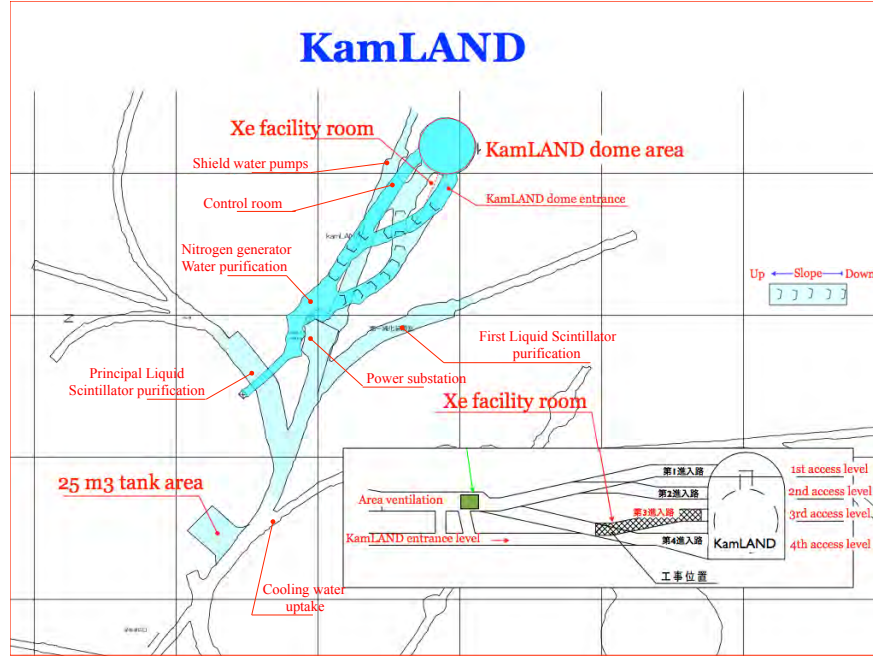 KamLAND
Xe facility room
KamLAND dome area
Shield water pumps
Control room
KamLAND dome entrance
Nitrogen generator
Water purification
Up
Slope
Down
First Liquid Scintillator
purification
Principal Liquid
Scintillator purification
Power substation
Xe facility room
25 m3 tank area
第1進入路
1st access level
Area ventilation
第2進入路
2nd access level
第3進入路
3rd access level
KamLAND entrance level
第4進入路
KamLAND
4th access level
工事位置
Cooling water
uptake